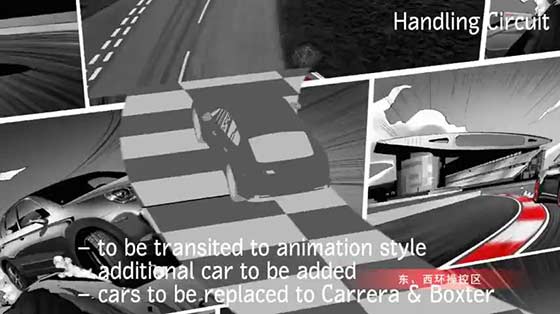 Handling Circuit
– to be transited to animation style
– additional car to be added
东、西环操控区
– cars to be replaced to Carrera & Boxter